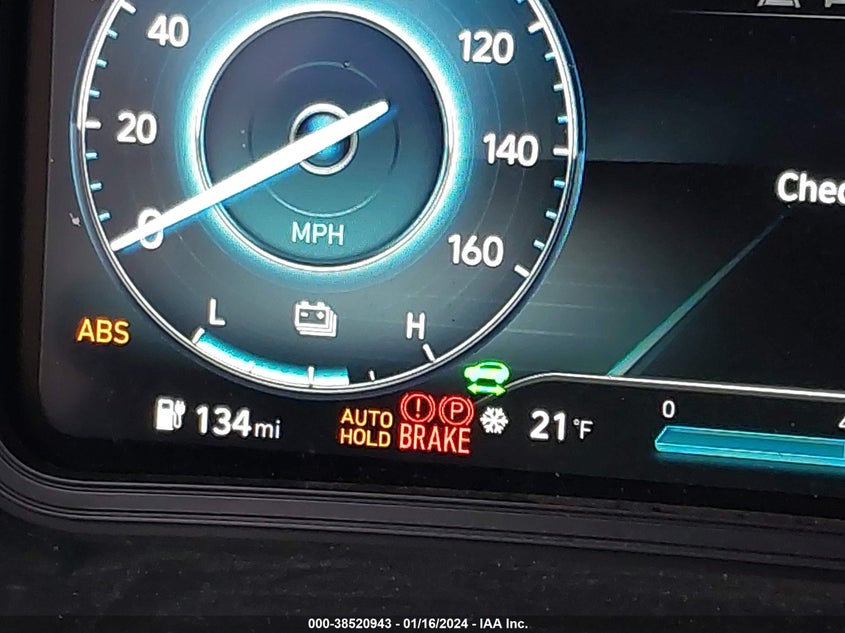 40
120
20
140
Chec
0
MPH
160
L
H
ABS
134mi
AUTO HOLD
(!) (P)
BRAKE
21°F
0
4
000-38520943 - 01/16/2024 - IAA Inc.